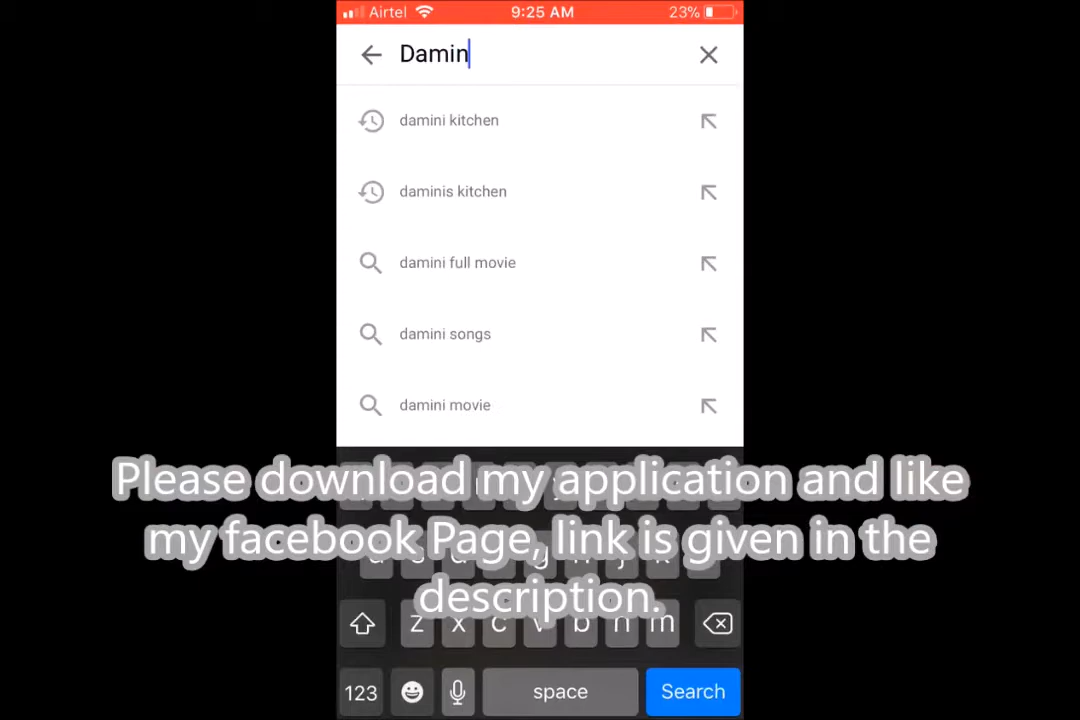 Airtel 9:25 AM 23%
Damin
damini kitchen
daminis kitchen
damini full movie
damini songs
damini movie
Please download my application and like
my facebook Page, link is given in the
description.
z x c v b n m
123 space Search